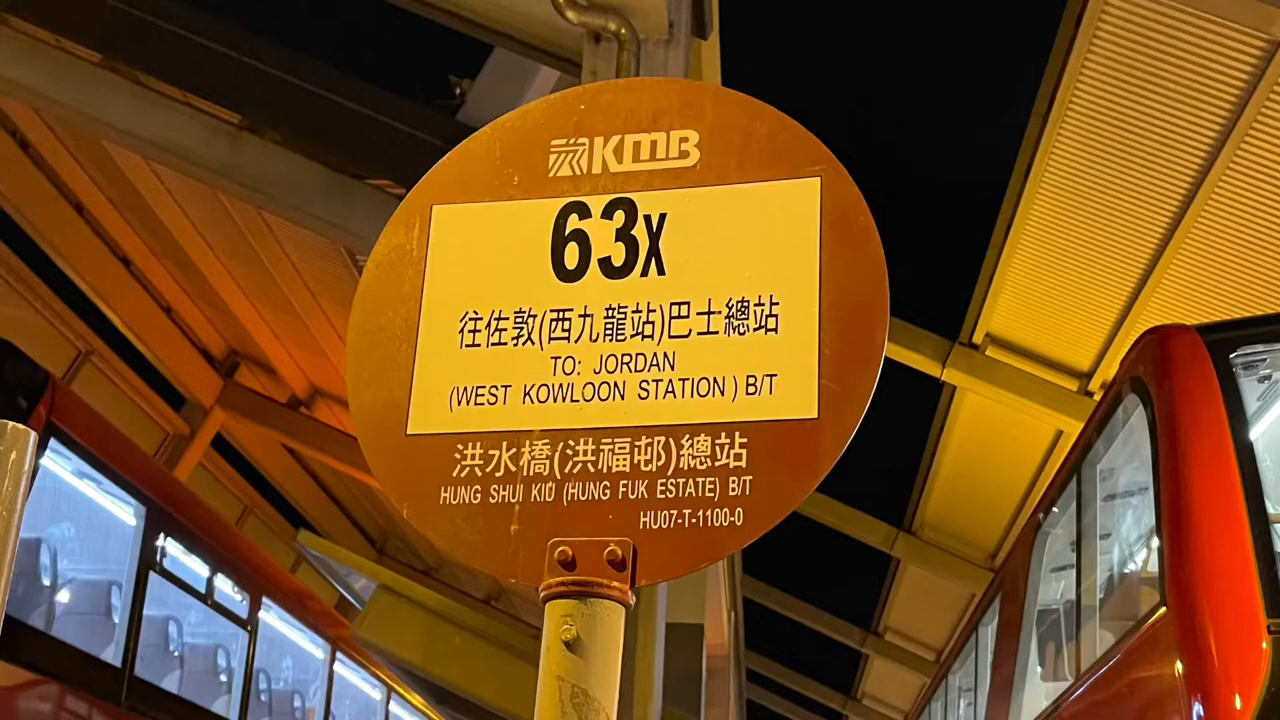 KMB
63X
往佐敦(西九龍站)巴士總站
TO: JORDAN
(WEST KOWLOON STATION) B/T
洪水橋(洪福邨)總站
HUNG SHUI KIU (HUNG FUK ESTATE) B/T
HU07-T-1100-0